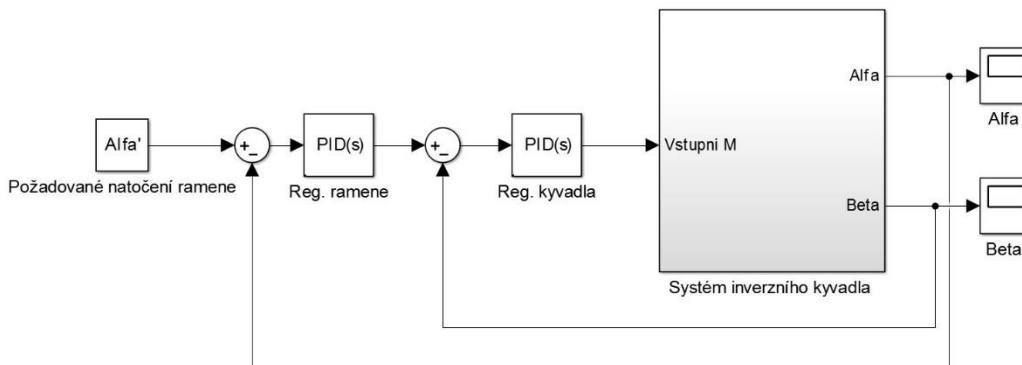 Alfa'
Požadované natočení ramene
+
−
PID(s)
Reg. ramene
+
−
PID(s)
Reg. kyvadla
Vstupni M
Alfa
Beta
Systém inverzního kyvadla
Alfa
Beta